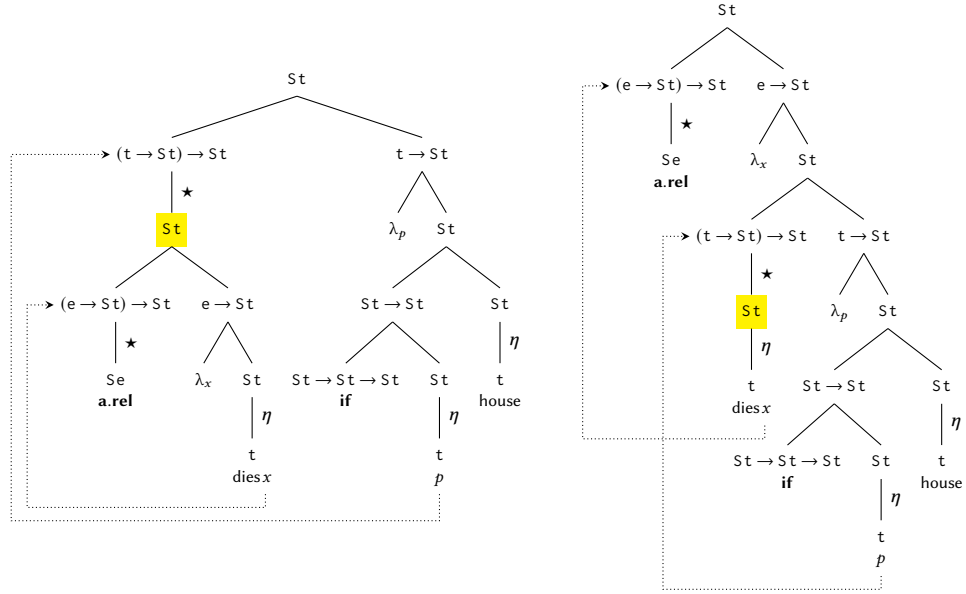 St
(t → St) → St t → St
★
St λp St
(e → St) → St e → St St → St St
★ η
Se λx St St → St → St St t
a.rel if house
η η
t t
dies x p
St
(e → St) → St e → St
★
Se λx St
a.rel
(t → St) → St t → St
★
St λp St
η
t St → St St
dies x
η
St → St → St St t
if house
η
t
p